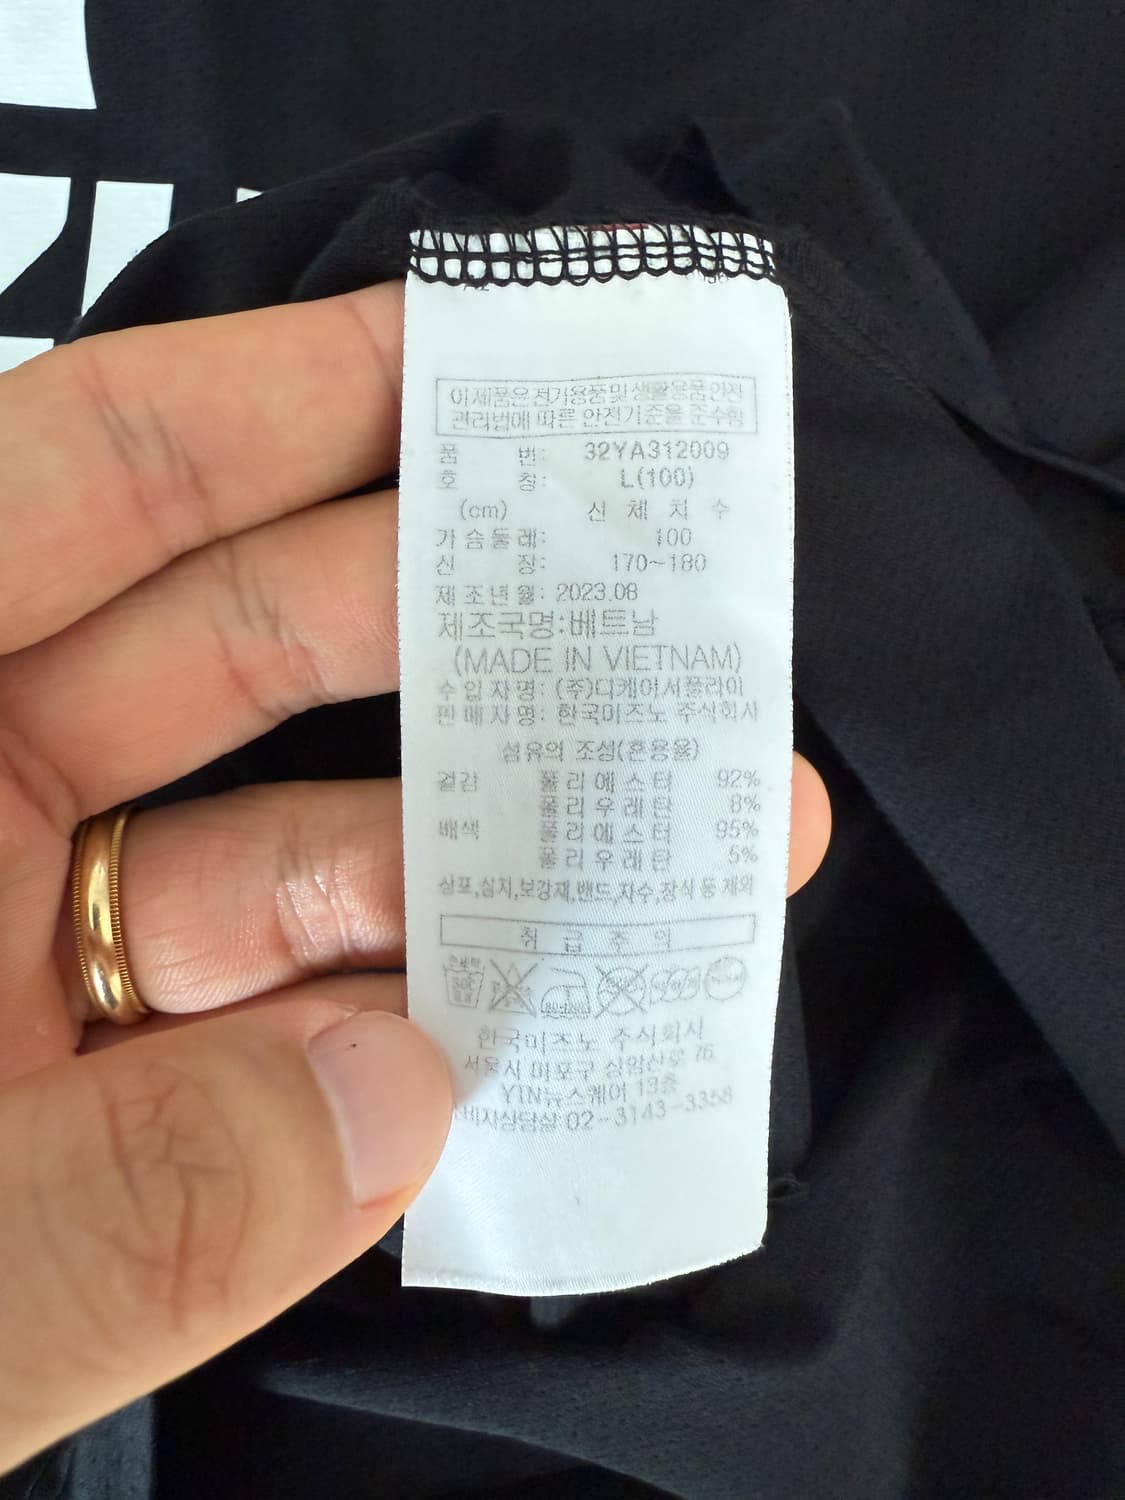 이 제품은 전기용품 및 생활용품 안전
관리법에 따른 안전기준을 준수함
품 번: 32YA312009
호 칭: L(100)
(cm) 신 체 치 수
가슴둘레: 100
신 장: 170~180
제조년월: 2023.08
제조국명:베트남
(MADE IN VIETNAM)
수입자명: (주)디케이서플라이
판매자명: 한국미즈노 주식회사
섬유의 조성(혼용율)
겉감 폴리에스터 92%
폴리우레탄 8%
배색 폴리에스터 95%
폴리우레탄 5%
상표,심지,보강재,밴드,자수,장식 등 제외
취 급 주 의
한국미즈노 주식회사
서울시 마포구 상암산로 76
YTN뉴스퀘어 13층
02-3143-3358